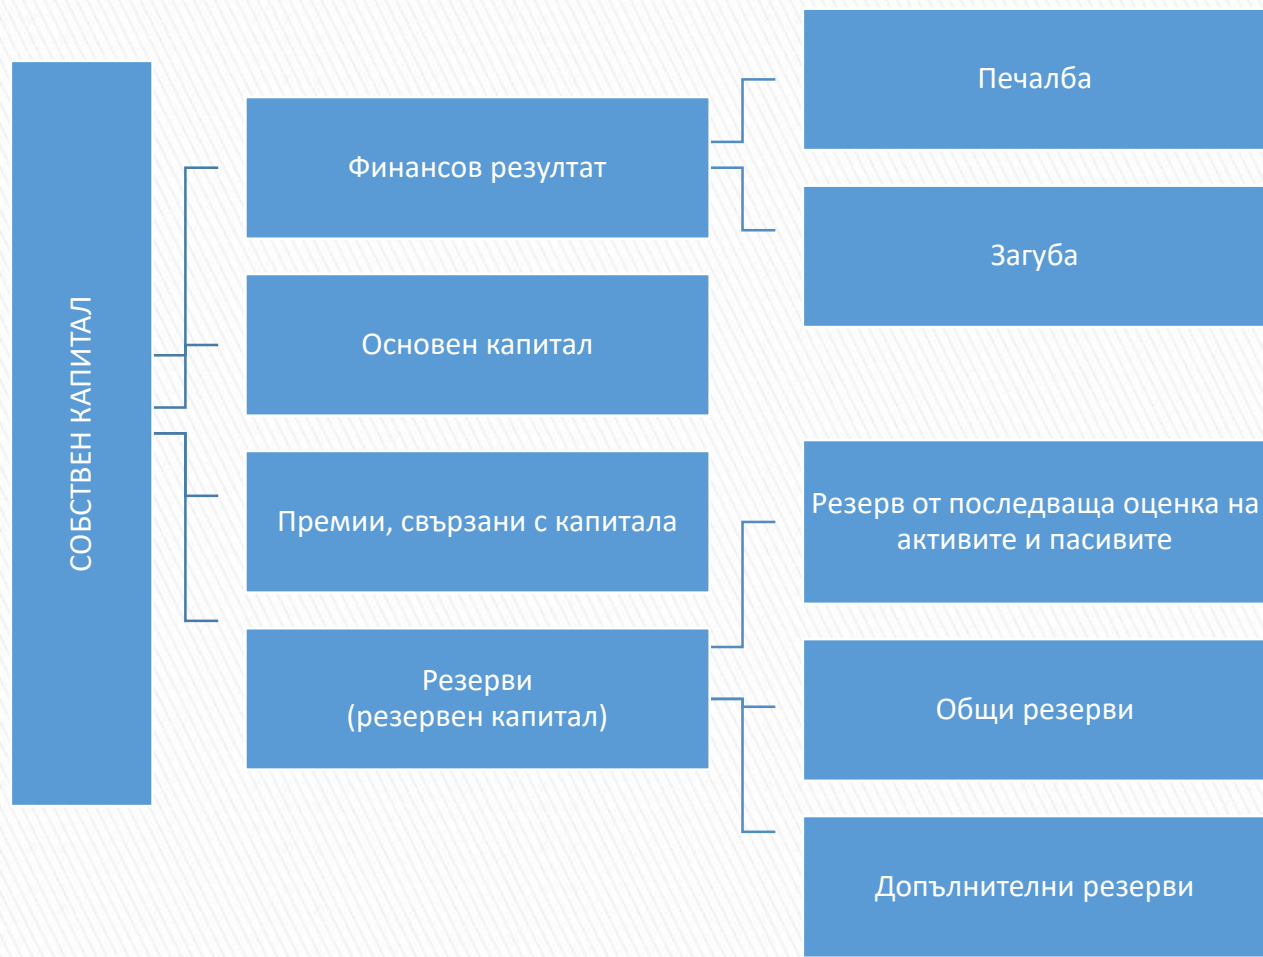 СОБСТВЕН КАПИТАЛ
Финансов резултат
Печалба
Загуба
Основен капитал
Премии, свързани с капитала
Резерви
(резервен капитал)
Резерв от последваща оценка на
активите и пасивите
Общи резерви
Допълнителни резерви